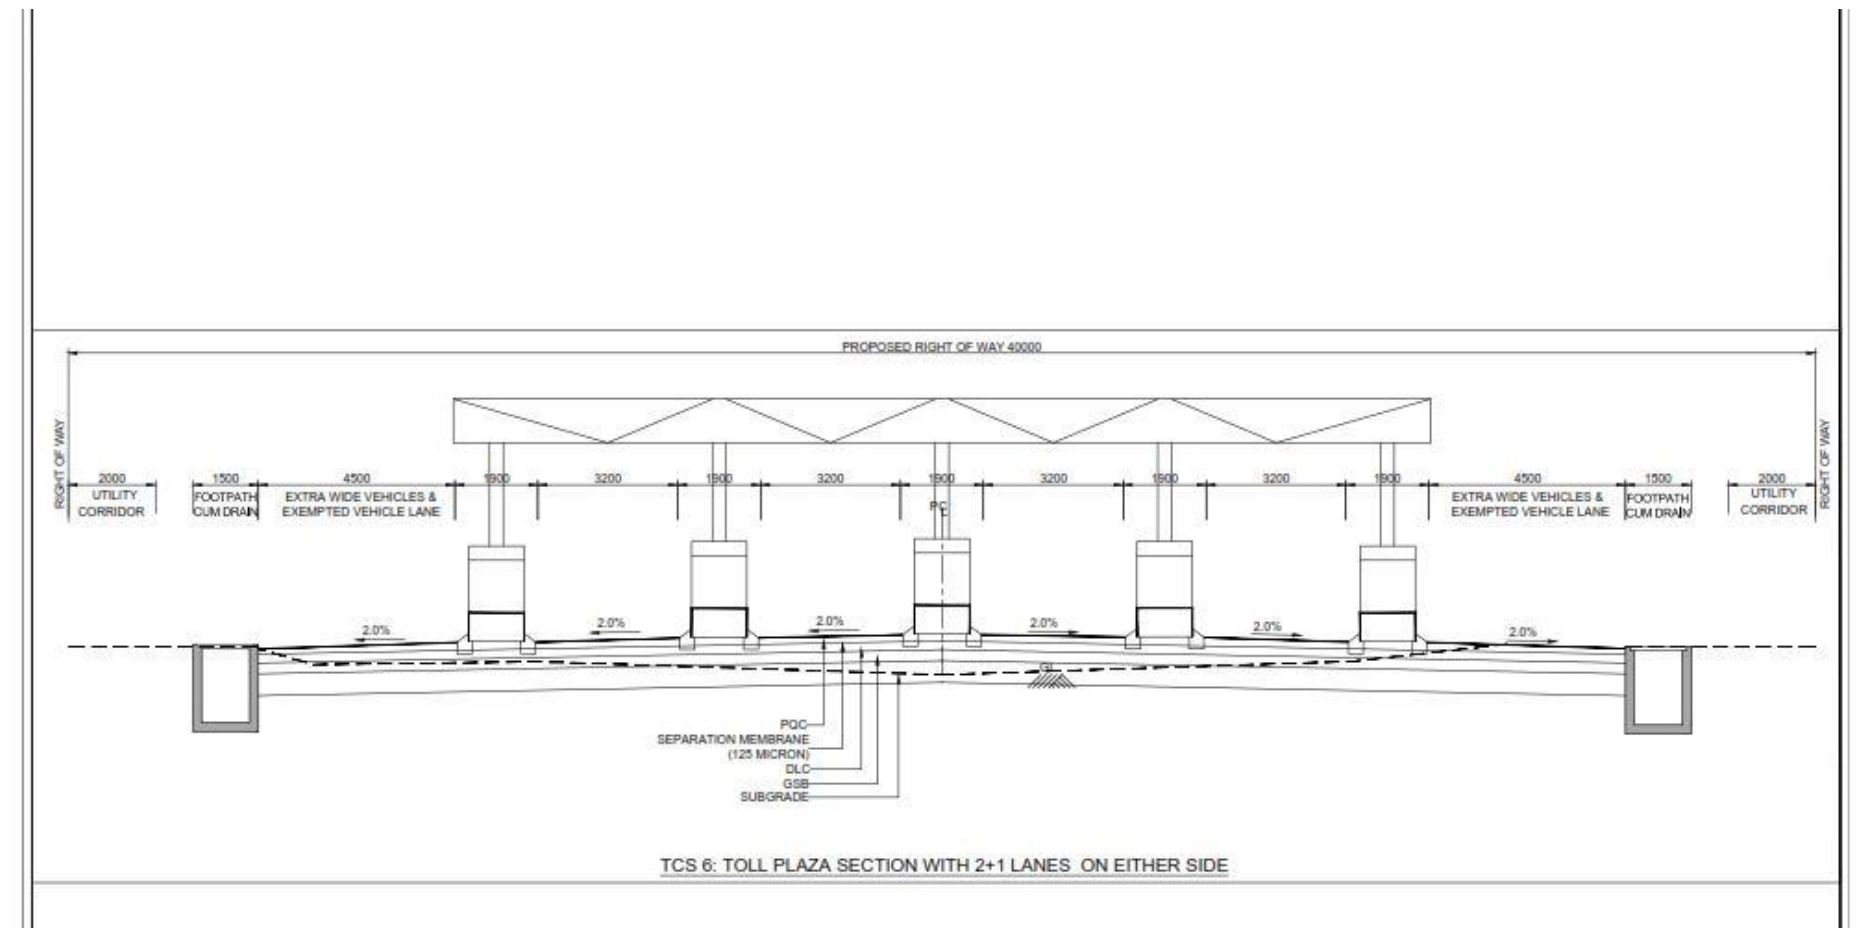 PROPOSED RIGHT OF WAY 40000
RIGHT OF WAY
RIGHT OF WAY
2000
1500
4500
1900
3200
1900
3200
1900
3200
1900
3200
1900
4500
1500
2000
UTILITY
CORRIDOR
FOOTPATH
CUM DRAIN
EXTRA WIDE VEHICLES &
EXEMPTED VEHICLE LANE
PC
EXTRA WIDE VEHICLES &
EXEMPTED VEHICLE LANE
FOOTPATH
CUM DRAIN
UTILITY
CORRIDOR
2.0%
2.0%
2.0%
2.0%
2.0%
2.0%
GL
PQC
SEPARATION MEMBRANE
(125 MICRON)
DLC
GSB
SUBGRADE
TCS 6: TOLL PLAZA SECTION WITH 2+1 LANES ON EITHER SIDE